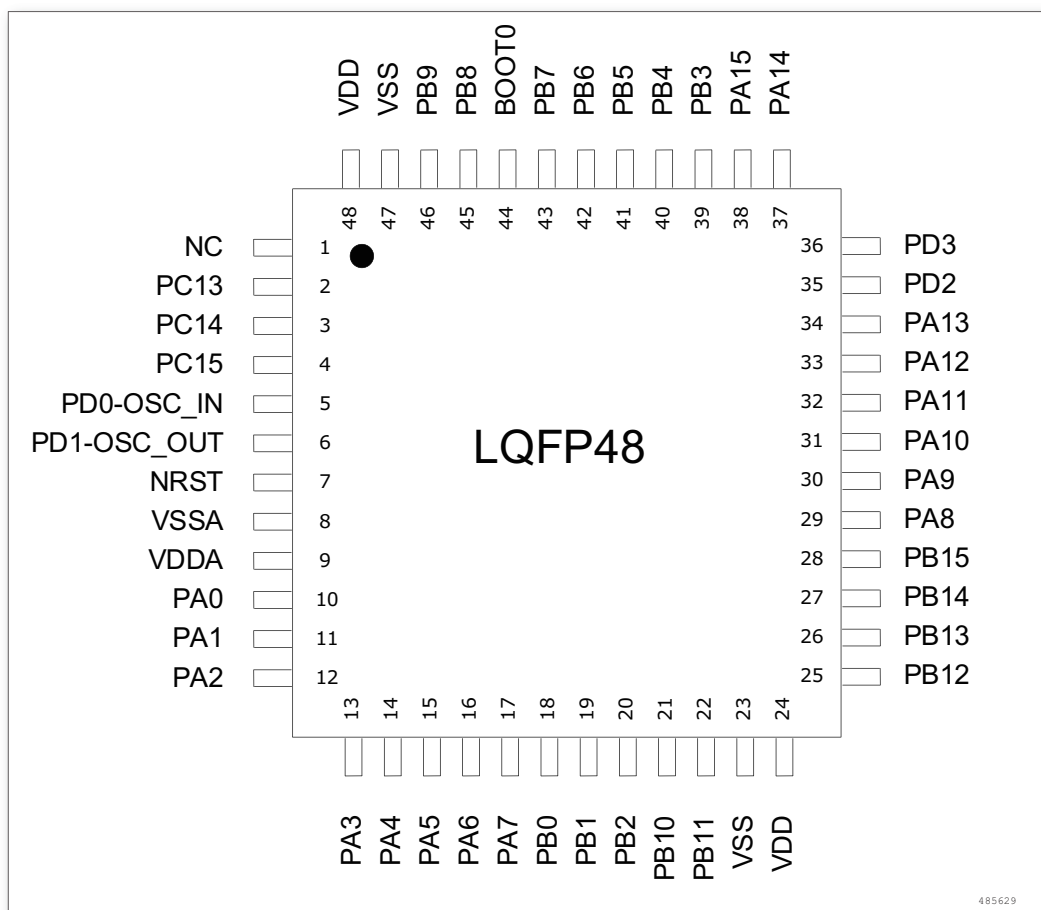 VDD
VSS
PB9
PB8
BOOT0
PB7
PB6
PB5
PB4
PB3
PA15
PA14
48 47 46 45 44 43 42 41 40 39 38 37
NC 1 36 PD3
PC13 2 35 PD2
PC14 3 34 PA13
PC15 4 33 PA12
PD0-OSC_IN 5 32 PA11
PD1-OSC_OUT 6 31 PA10
LQFP48
NRST 7 30 PA9
VSSA 8 29 PA8
VDDA 9 28 PB15
PA0 10 27 PB14
PA1 11 26 PB13
PA2 12 25 PB12
13 14 15 16 17 18 19 20 21 22 23 24
PA3
PA4
PA5
PA6
PA7
PB0
PB1
PB2
PB10
PB11
VSS
VDD
485629